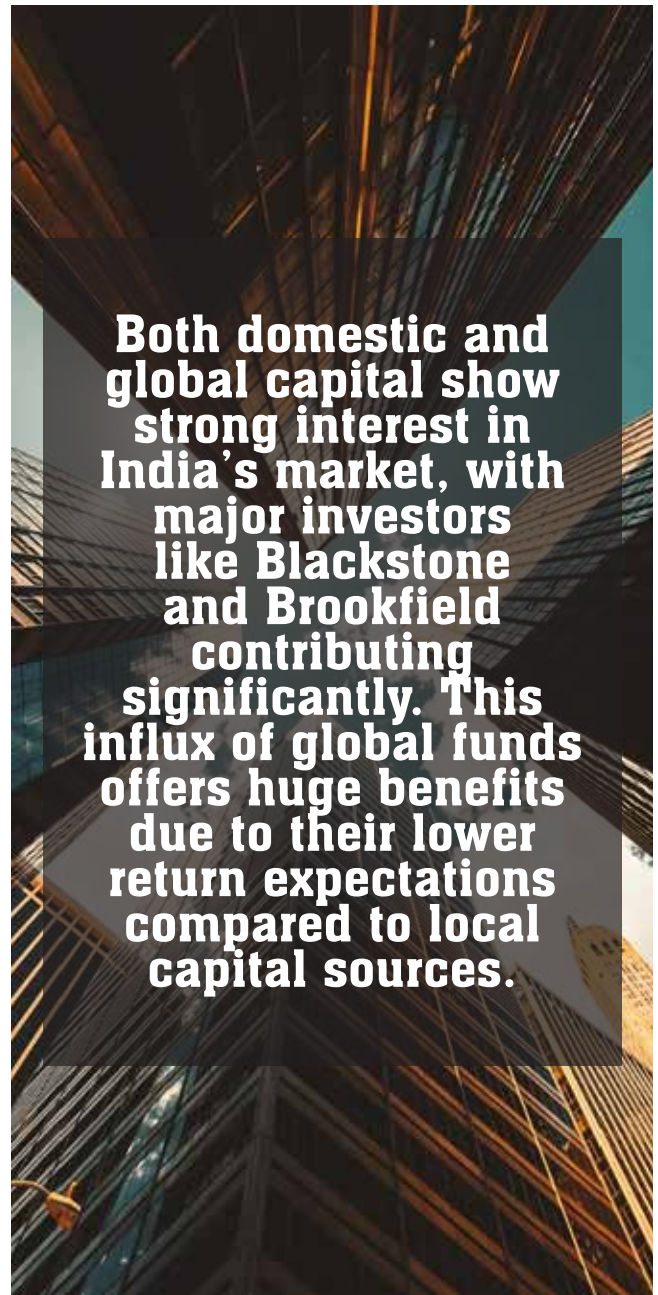 Both domestic and
global capital show
strong interest in
India's market, with
major investors
like Blackstone
and Brookfield
contributing
significantly. This
influx of global funds
offers huge benefits
due to their lower
return expectations
compared to local
capital sources.